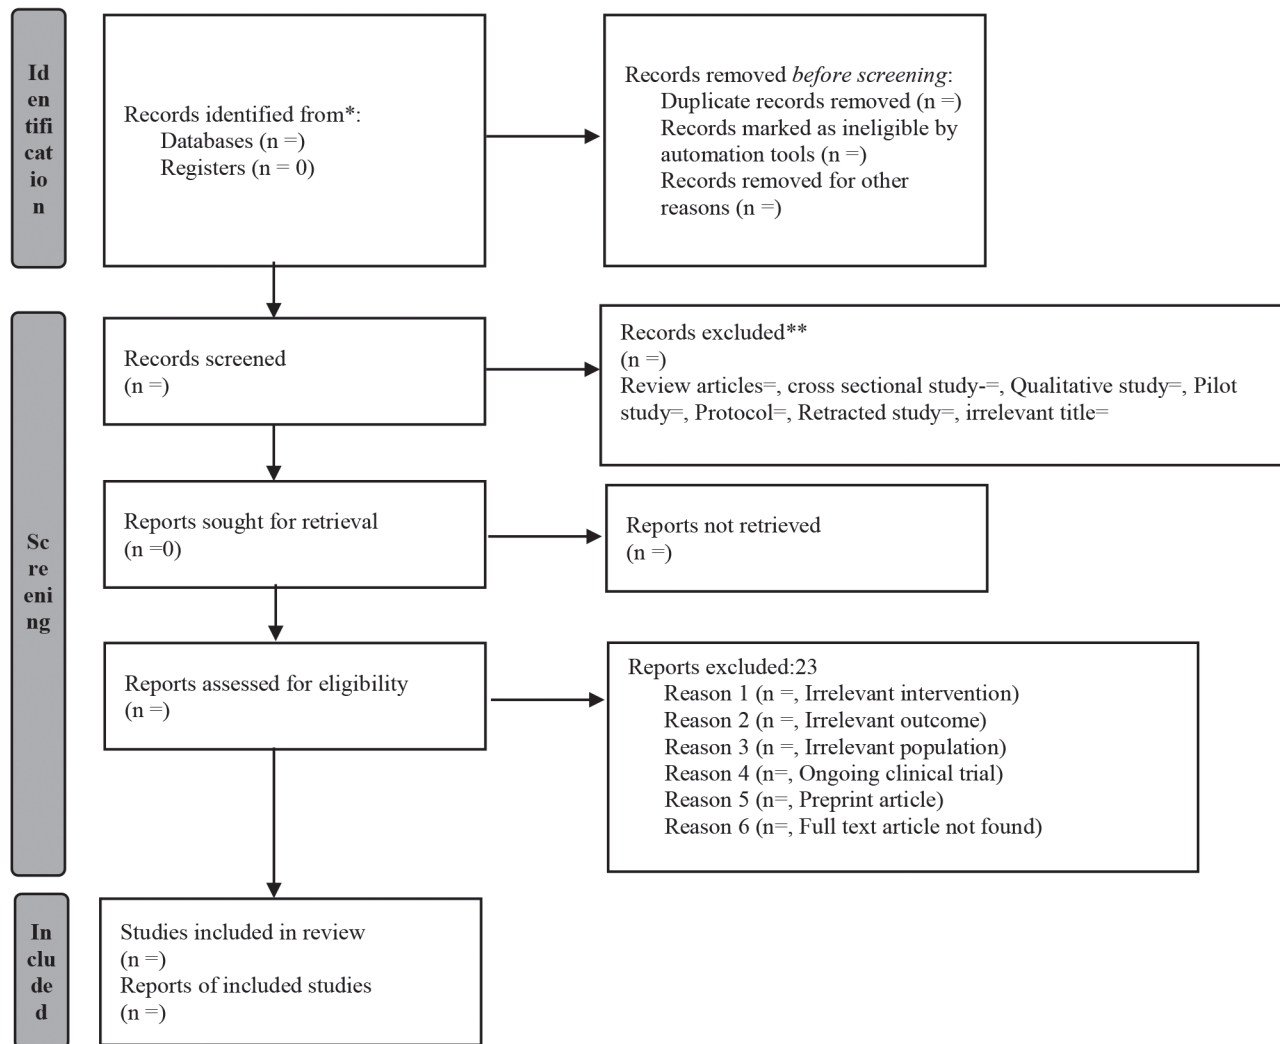 Id
en
tifi
cat
io
n
Records identified from*:
Databases (n =)
Registers (n = 0)
Records removed before screening:
Duplicate records removed (n =)
Records marked as ineligible by
automation tools (n =)
Records removed for other
reasons (n =)
Sc
re
eni
ng
Records screened
(n =)
Records excluded**
(n =)
Review articles=, cross sectional study-=, Qualitative study=, Pilot
study=, Protocol=, Retracted study=, irrelevant title=
Reports sought for retrieval
(n =0)
Reports not retrieved
(n =)
Reports assessed for eligibility
(n =)
Reports excluded:23
Reason 1 (n =, Irrelevant intervention)
Reason 2 (n =, Irrelevant outcome)
Reason 3 (n =, Irrelevant population)
Reason 4 (n=, Ongoing clinical trial)
Reason 5 (n=, Preprint article)
Reason 6 (n=, Full text article not found)
In
clu
de
d
Studies included in review
(n =)
Reports of included studies
(n =)